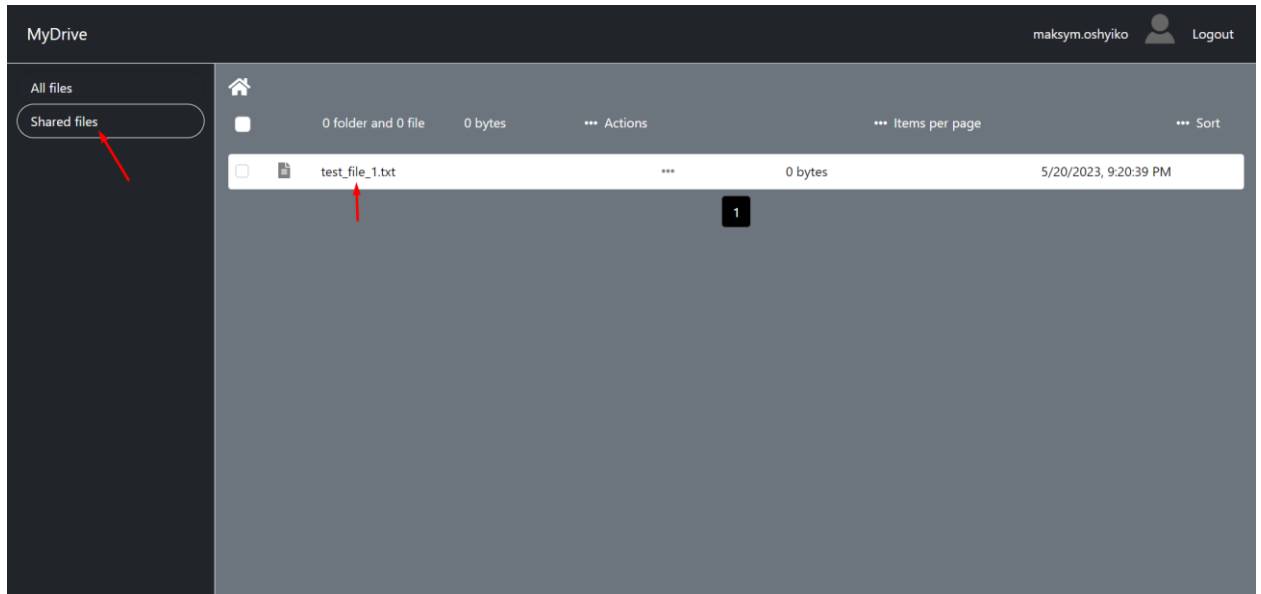 MyDrive maksym.oshyiko Logout
All files
Shared files
0 folder and 0 file 0 bytes ••• Actions ••• Items per page ••• Sort
test_file_1.txt ••• 0 bytes 5/20/2023, 9:20:39 PM
1